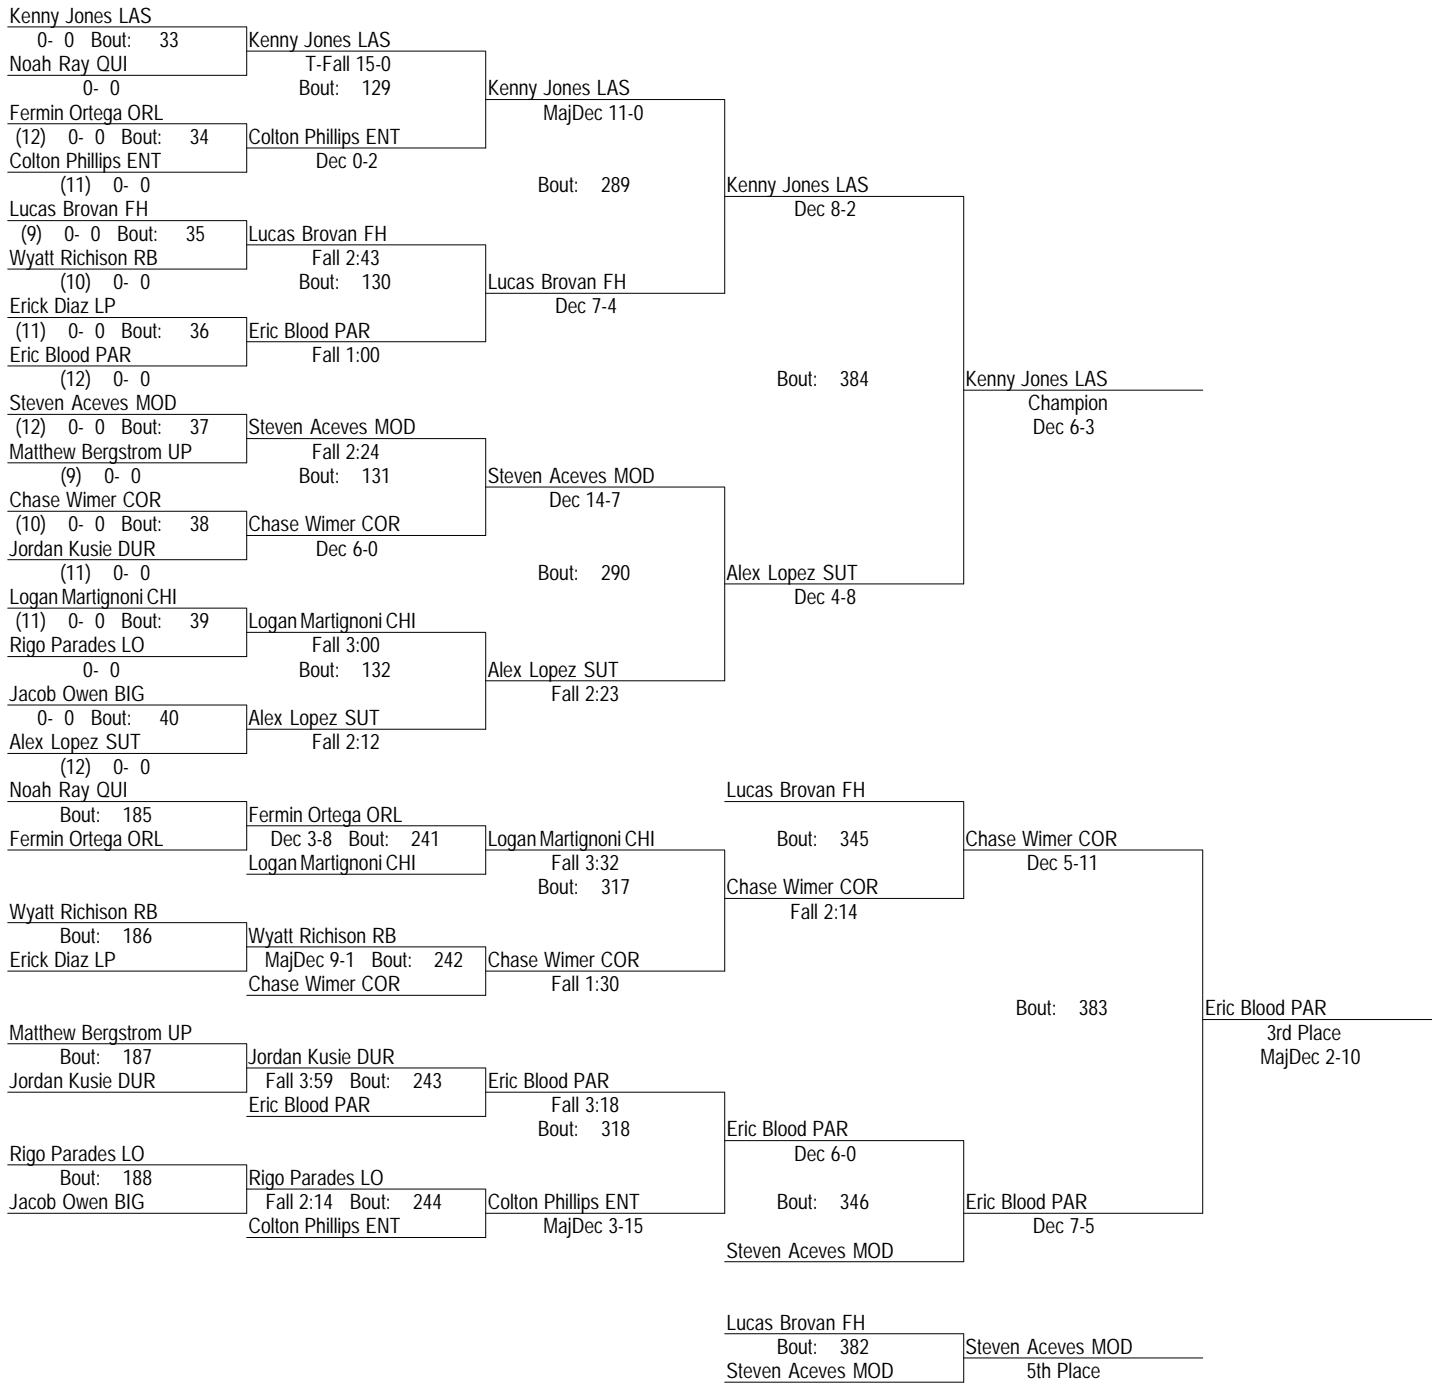 Kenny Jones LAS
0- 0 Bout: 33
Kenny Jones LAS
Noah Ray QUI
T-Fall 15-0
0- 0
Bout: 129
Kenny Jones LAS
Fermin Ortega ORL
MajDec 11-0
(12) 0- 0 Bout: 34
Colton Phillips ENT
Colton Phillips ENT
Dec 0-2
(11) 0- 0
Bout: 289
Kenny Jones LAS
Lucas Brovan FH
Dec 8-2
(9) 0- 0 Bout: 35
Lucas Brovan FH
Wyatt Richison RB
Fall 2:43
(10) 0- 0
Bout: 130
Lucas Brovan FH
Erick Diaz LP
Dec 7-4
(11) 0- 0 Bout: 36
Eric Blood PAR
Eric Blood PAR
Fall 1:00
(12) 0- 0
Bout: 384
Kenny Jones LAS
Steven Aceves MOD
Champion
(12) 0- 0 Bout: 37
Steven Aceves MOD
Dec 6-3
Matthew Bergstrom UP
Fall 2:24
(9) 0- 0
Bout: 131
Steven Aceves MOD
Chase Wimer COR
Dec 14-7
(10) 0- 0 Bout: 38
Chase Wimer COR
Jordan Kusie DUR
Dec 6-0
(11) 0- 0
Bout: 290
Alex Lopez SUT
Logan Martignoni CHI
Dec 4-8
(11) 0- 0 Bout: 39
Logan Martignoni CHI
Rigo Parades LO
Fall 3:00
0- 0
Bout: 132
Alex Lopez SUT
Jacob Owen BIG
Fall 2:23
0- 0 Bout: 40
Alex Lopez SUT
Alex Lopez SUT
Fall 2:12
(12) 0- 0
Noah Ray QUI
Lucas Brovan FH
Bout: 185
Fermin Ortega ORL
Fermin Ortega ORL
Dec 3-8 Bout: 241
Logan Martignoni CHI
Bout: 345
Chase Wimer COR
Logan Martignoni CHI
Fall 3:32
Dec 5-11
Bout: 317
Chase Wimer COR
Wyatt Richison RB
Fall 2:14
Bout: 186
Wyatt Richison RB
Erick Diaz LP
MajDec 9-1 Bout: 242
Chase Wimer COR
Chase Wimer COR
Fall 1:30
Bout: 383
Eric Blood PAR
Matthew Bergstrom UP
3rd Place
Bout: 187
Jordan Kusie DUR
MajDec 2-10
Jordan Kusie DUR
Fall 3:59 Bout: 243
Eric Blood PAR
Eric Blood PAR
Fall 3:18
Bout: 318
Eric Blood PAR
Rigo Parades LO
Dec 6-0
Bout: 188
Rigo Parades LO
Jacob Owen BIG
Fall 2:14 Bout: 244
Colton Phillips ENT
Bout: 346
Eric Blood PAR
Colton Phillips ENT
MajDec 3-15
Dec 7-5
Steven Aceves MOD
Lucas Brovan FH
Bout: 382
Steven Aceves MOD
Steven Aceves MOD
5th Place